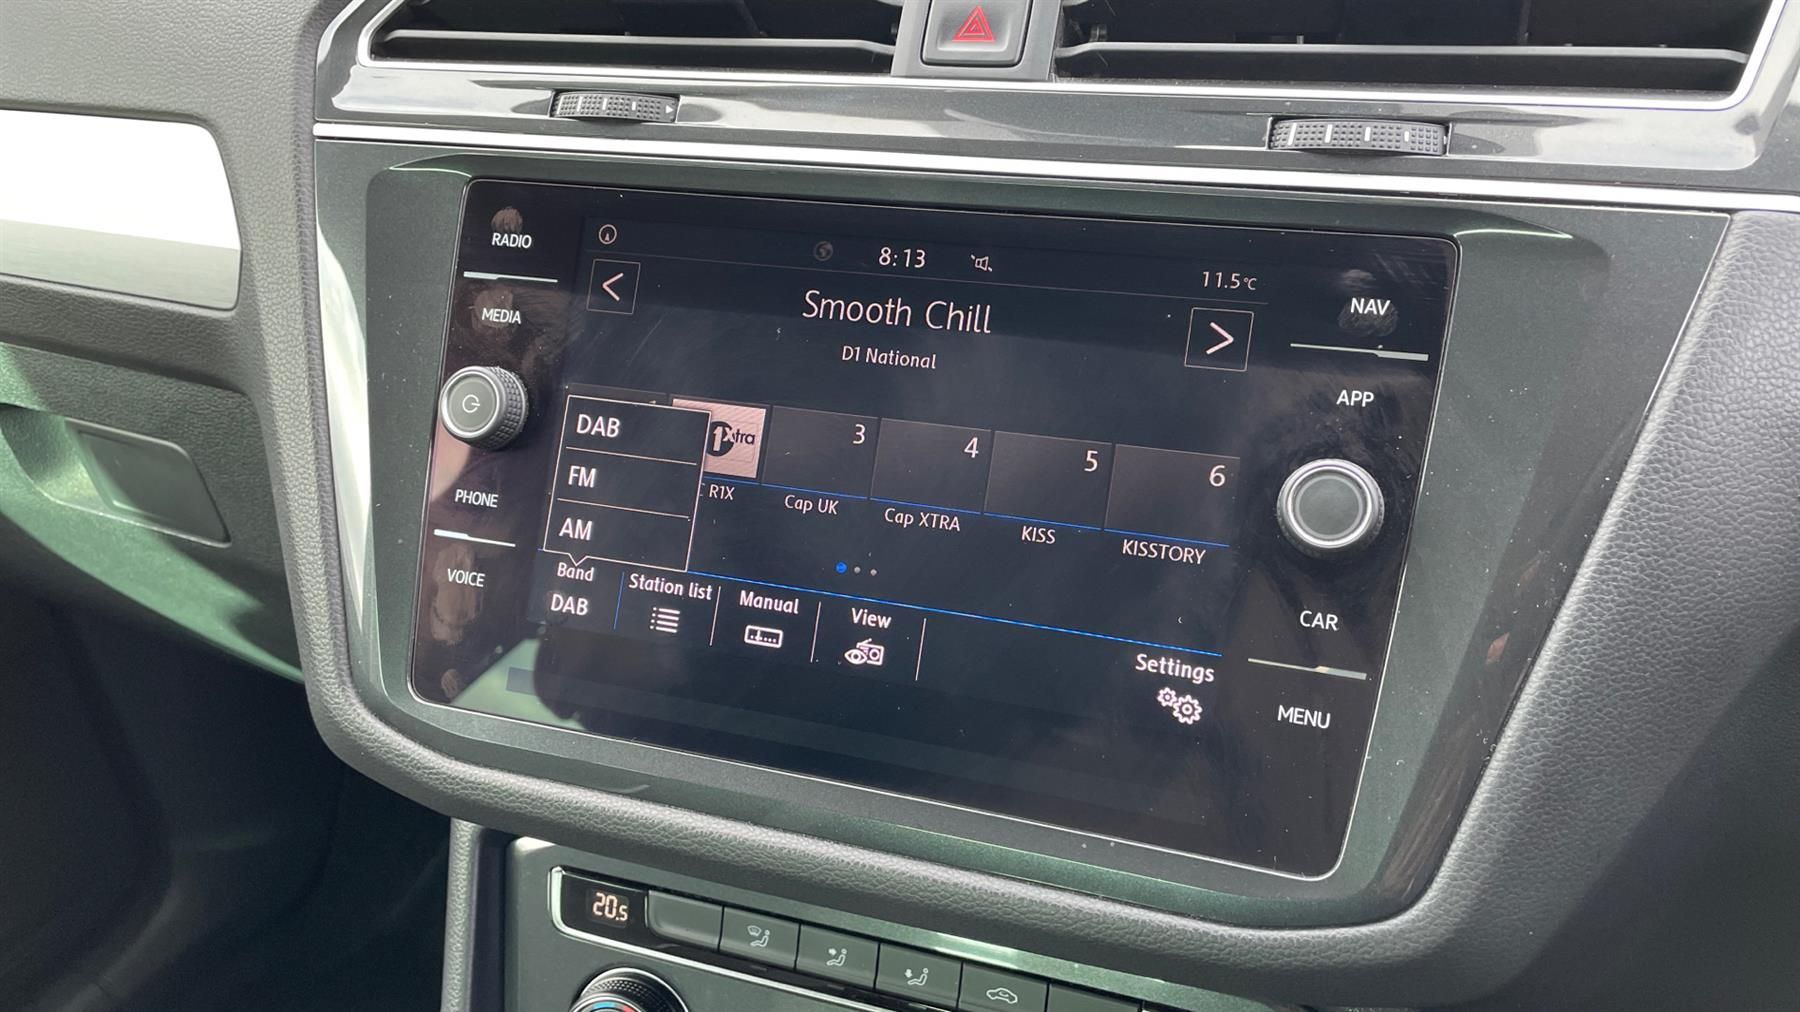 RADIO
MEDIA
PHONE
VOICE
8:13
11.5°C
<
Smooth Chill
>
D1 National
DAB
FM
AM
1Xtra
3
4
5
6
R1X
Cap UK
Cap XTRA
KISS
KISSTORY
Band
DAB
Station list
Manual
View
Settings
NAV
APP
CAR
MENU
20.5